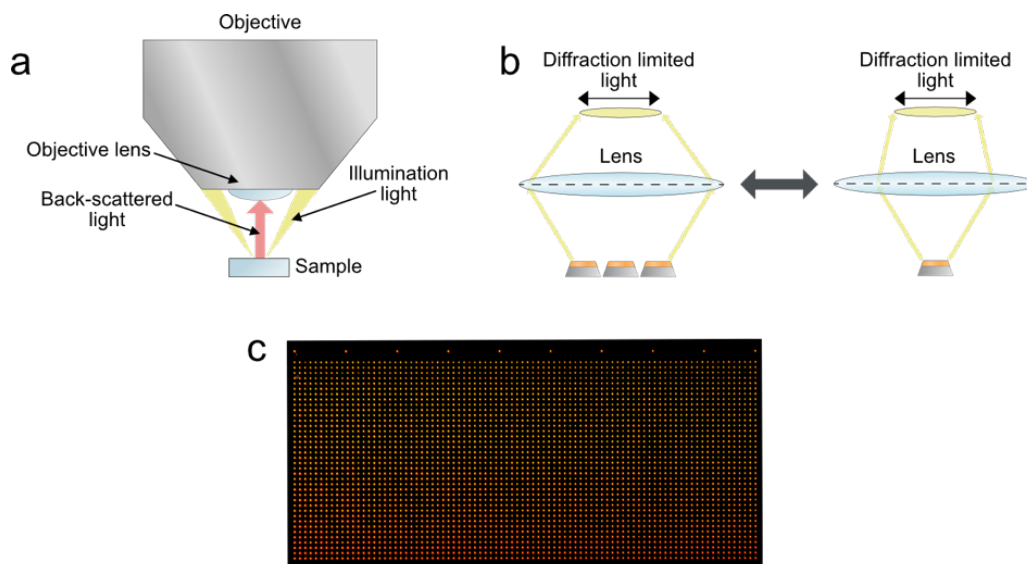 a
Objective
Objective lens
Back-scattered
light
Illumination
light
Sample
b
Diffraction limited
light
Lens
Diffraction limited
light
Lens
c